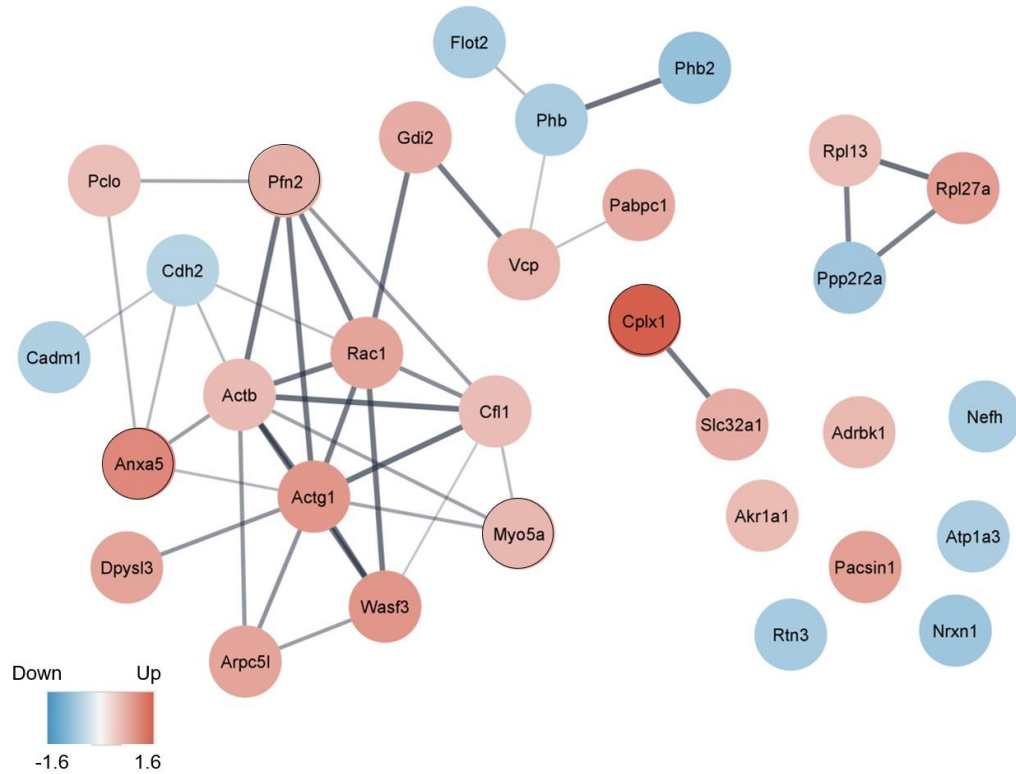 Flot2
Phb2
Phb
Gdi2
Rpl13
Pclo
Pfn2
Rpl27a
Pabpc1
Vcp
Cdh2
Ppp2r2a
Cplx1
Cadm1
Rac1
Actb
Cfl1
Slc32a1
Adrbk1
Nefh
Anxa5
Actg1
Akr1a1
Myo5a
Atp1a3
Dpysl3
Pacsin1
Wasf3
Rtn3
Nrxn1
Arpc5l
Down Up
-1.6 1.6